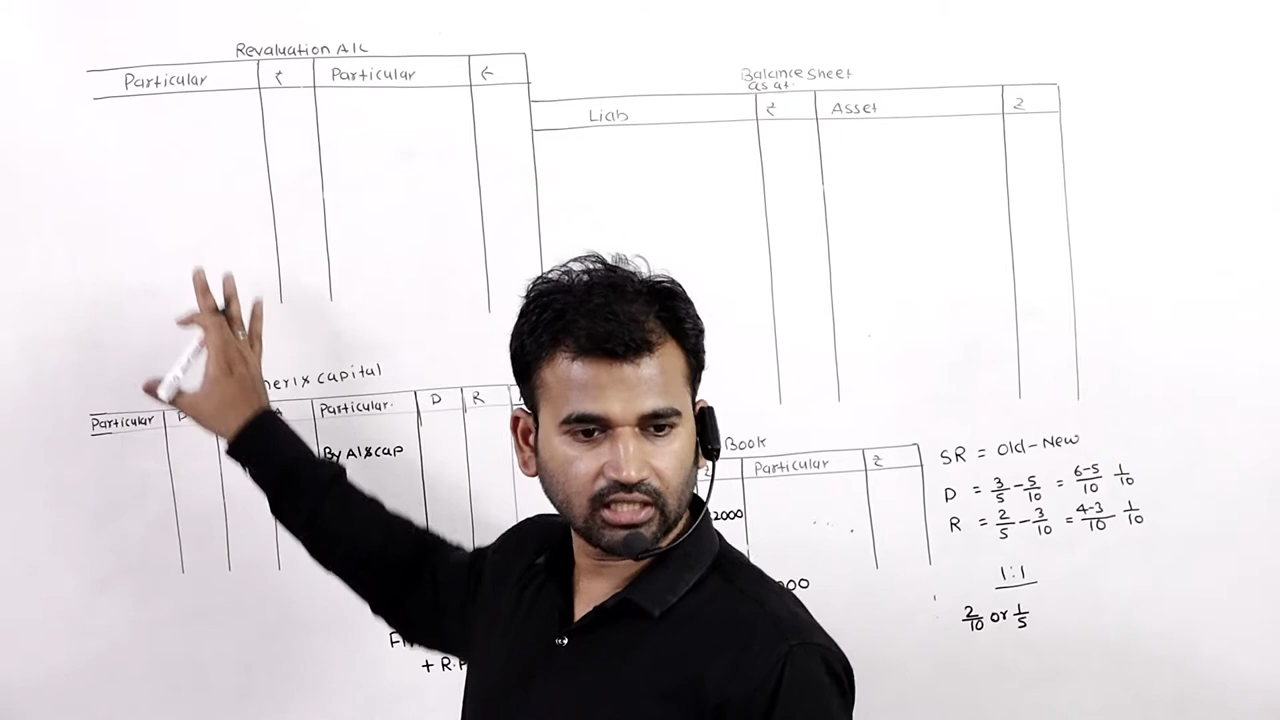 Revaluation A/c
Particular ₹ Particular ₹
Balance Sheet
as at
Liab ₹ Asset ₹
capital
Particular Particular D R
By A/s cap
Book
₹ Particular ₹
2000
000
+ R.F
SR = Old-New
D = 3/5 - 5/10 = 6-5/10 1/10
R = 2/5 - 3/10 = 4-3/10 1/10
1:1
2/10 or 1/5